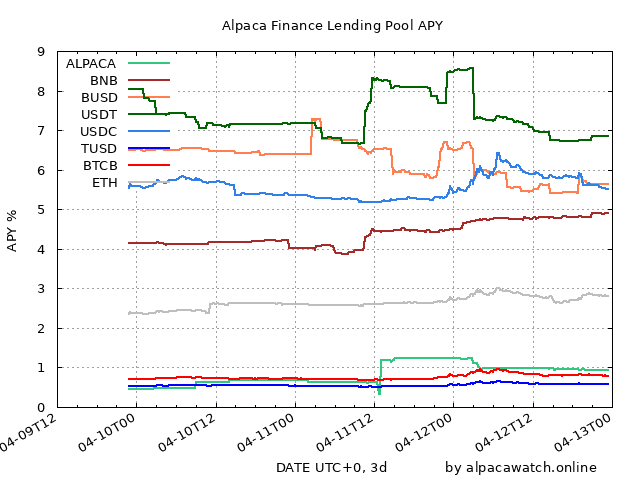 Alpaca Finance Lending Pool APY
9
8
7
6
5
4
3
2
1
0
APY %
ALPACA
BNB
BUSD
USDT
USDC
TUSD
BTCB
ETH
04-09T12
04-10T00
04-10T12
04-11T00
04-11T12
04-12T00
04-12T12
04-13T00
DATE UTC+0, 3d by alpacawatch.online